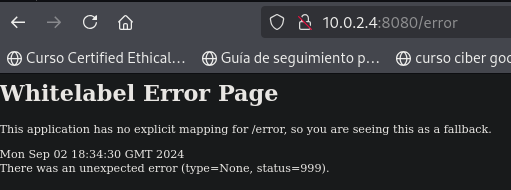 10.0.2.4:8080/error
Curso Certified Ethical... Guía de seguimiento p... curso ciber goo
Whitelabel Error Page
This application has no explicit mapping for /error, so you are seeing this as a fallback.
Mon Sep 02 18:34:30 GMT 2024
There was an unexpected error (type=None, status=999).